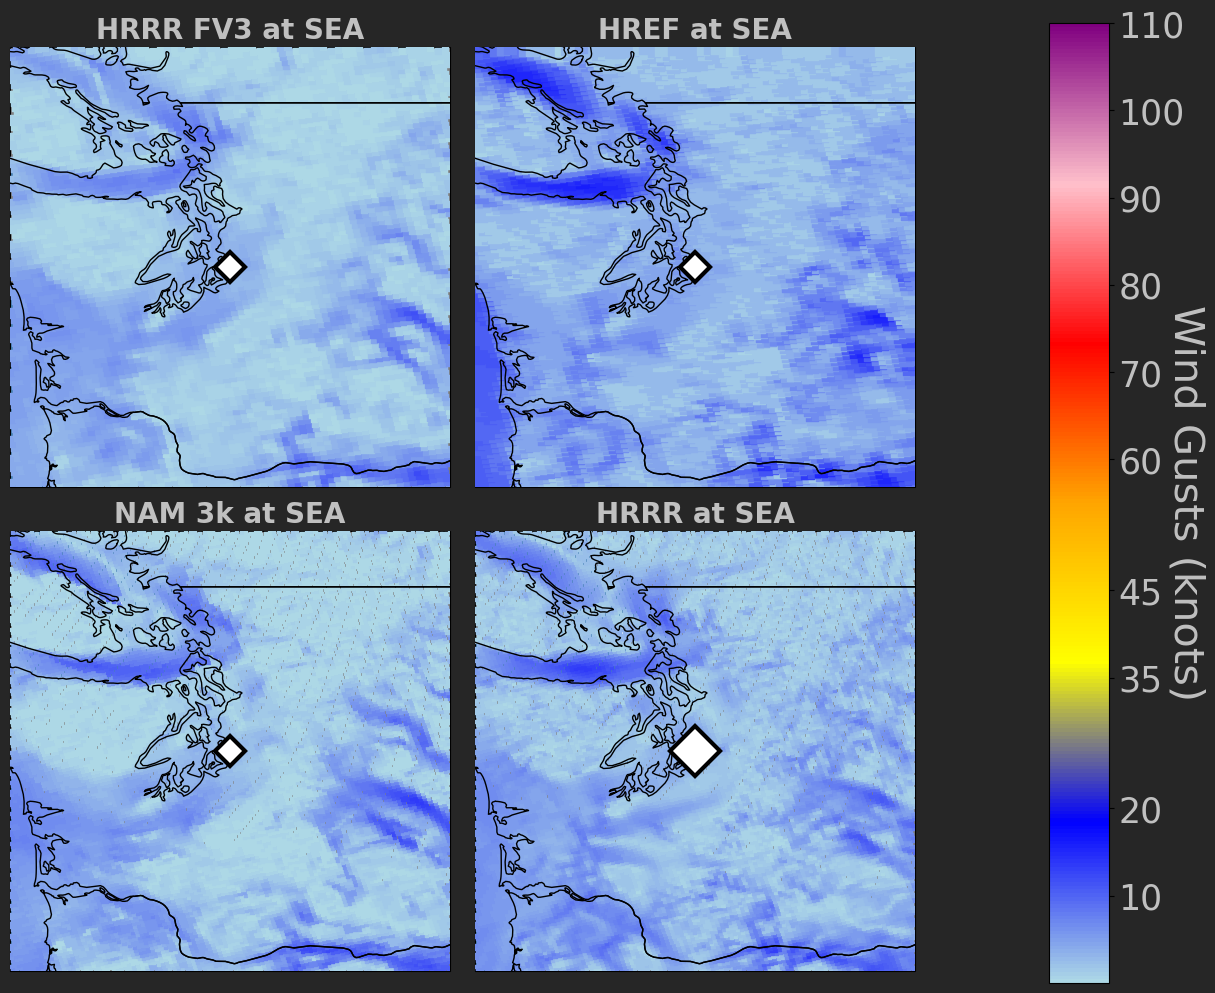 HRRR FV3 at SEA
HREF at SEA
NAM 3k at SEA
HRRR at SEA
110
100
90
80
70
60
45
35
20
10
Wind Gusts (knots)